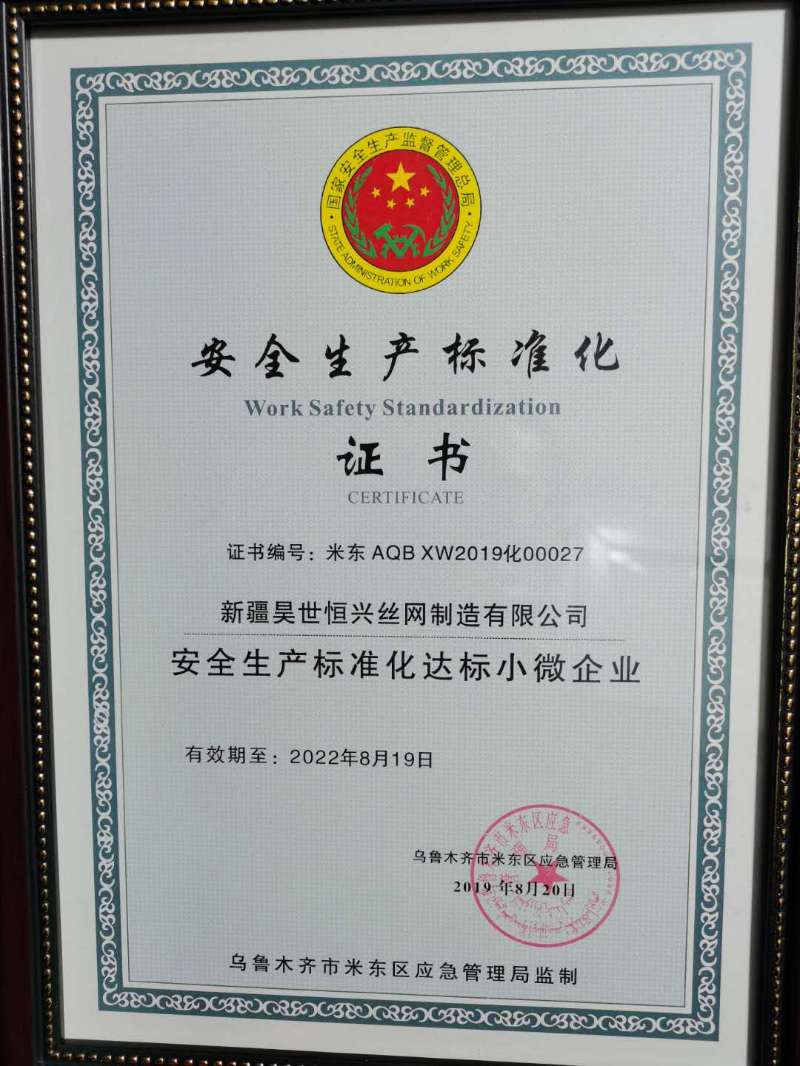 国家安全生产监督管理总局
STATE ADMINISTRATION OF WORK SAFETY
安全生产标准化
Work Safety Standardization
证书
CERTIFICATE
证书编号：米东 AQB XW2019化00027
新疆昊世恒兴丝网制造有限公司
安全生产标准化达标小微企业
有效期至：2022年8月19日
乌鲁木齐市米东区应急管理局
2019 年8月20日
乌鲁木齐市米东区应急管理局监制